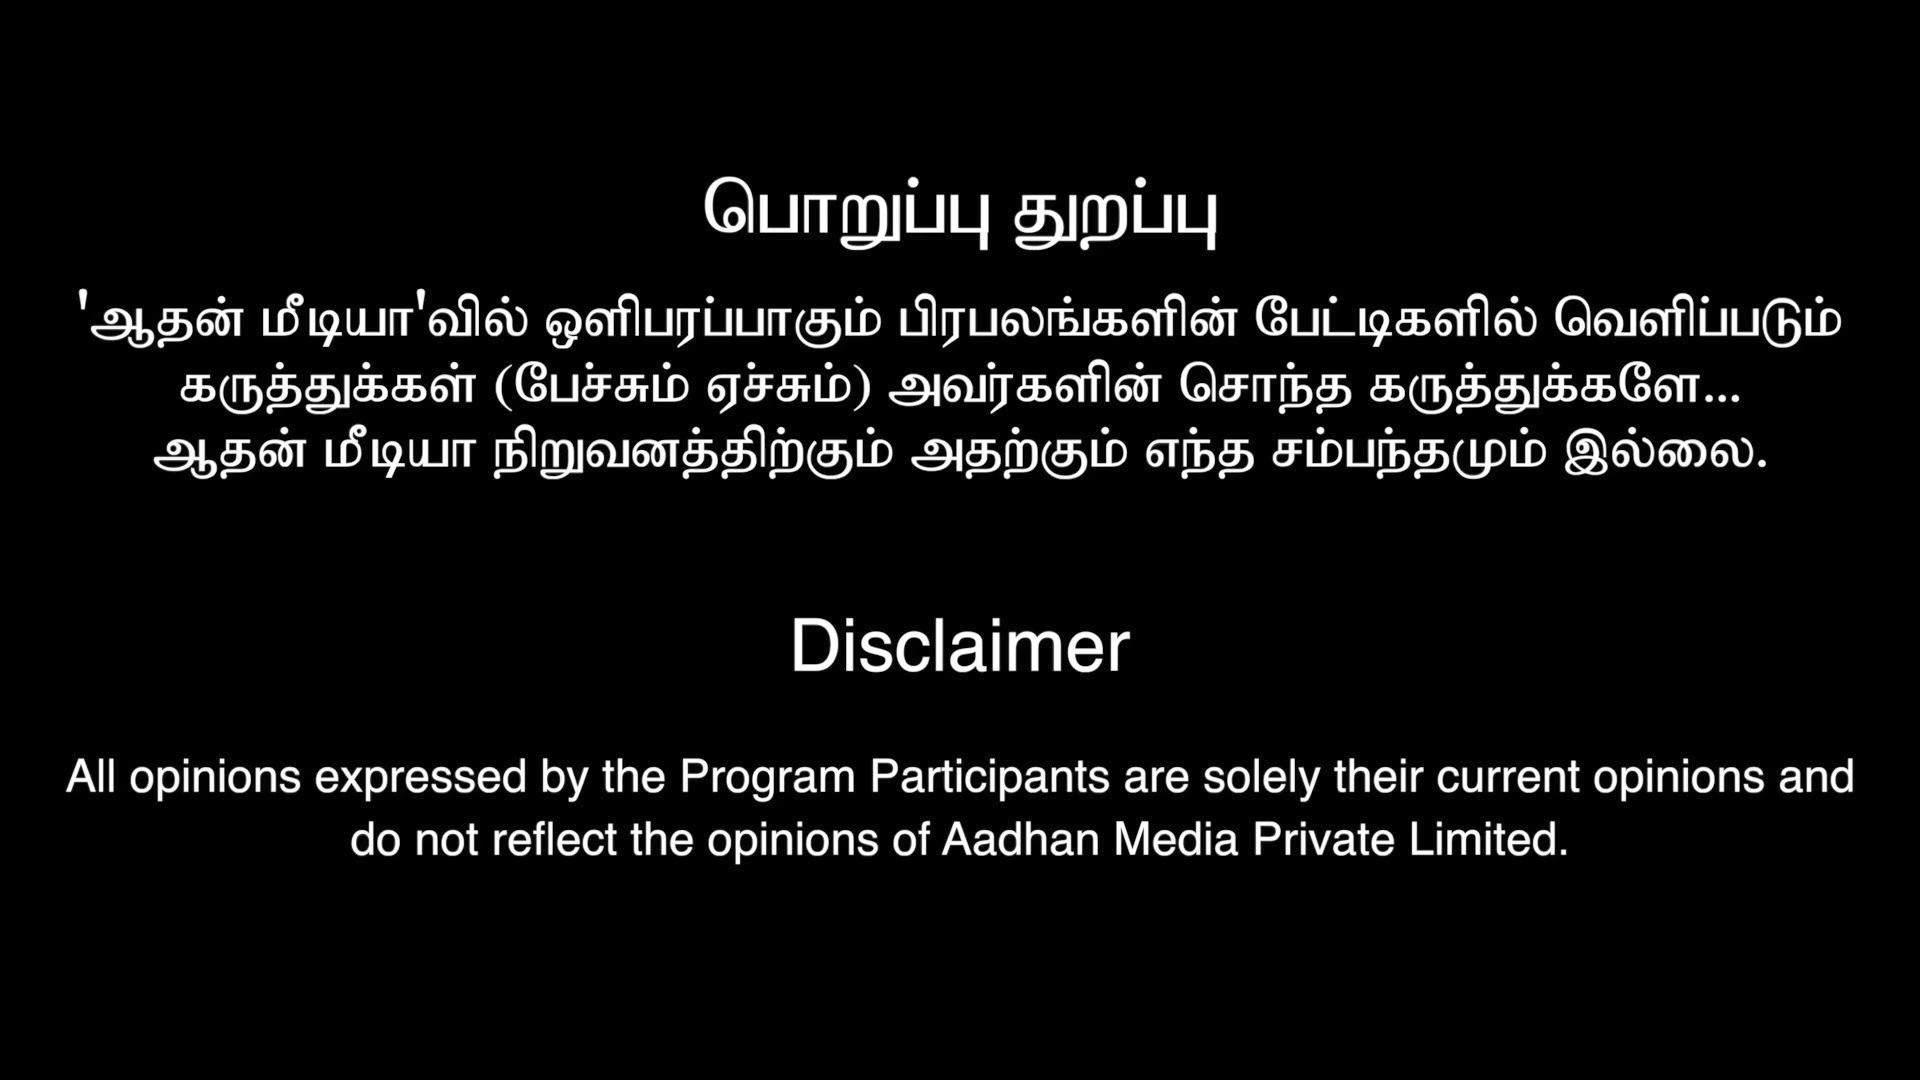 பொறுப்பு துறப்பு
'ஆதன் மீடியா'வில் ஒளிபரப்பாகும் பிரபலங்களின் பேட்டிகளில் வெளிப்படும்
கருத்துக்கள் (பேச்சும் ஏச்சும்) அவர்களின் சொந்த கருத்துக்களே...
ஆதன் மீடியா நிறுவனத்திற்கும் அதற்கும் எந்த சம்பந்தமும் இல்லை.
Disclaimer
All opinions expressed by the Program Participants are solely their current opinions and
do not reflect the opinions of Aadhan Media Private Limited.